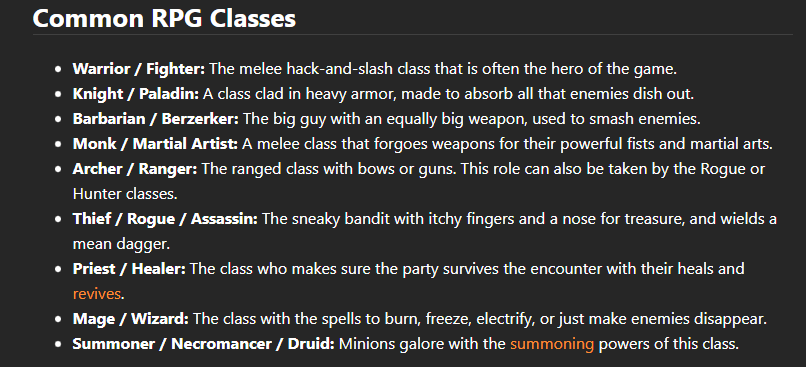 Common RPG Classes
• Warrior / Fighter: The melee hack-and-slash class that is often the hero of the game.
• Knight / Paladin: A class clad in heavy armor, made to absorb all that enemies dish out.
• Barbarian / Berzerker: The big guy with an equally big weapon, used to smash enemies.
• Monk / Martial Artist: A melee class that forgoes weapons for their powerful fists and martial arts.
• Archer / Ranger: The ranged class with bows or guns. This role can also be taken by the Rogue or
Hunter classes.
• Thief / Rogue / Assassin: The sneaky bandit with itchy fingers and a nose for treasure, and wields a
mean dagger.
• Priest / Healer: The class who makes sure the party survives the encounter with their heals and
revives.
• Mage / Wizard: The class with the spells to burn, freeze, electrify, or just make enemies disappear.
• Summoner / Necromancer / Druid: Minions galore with the summoning powers of this class.